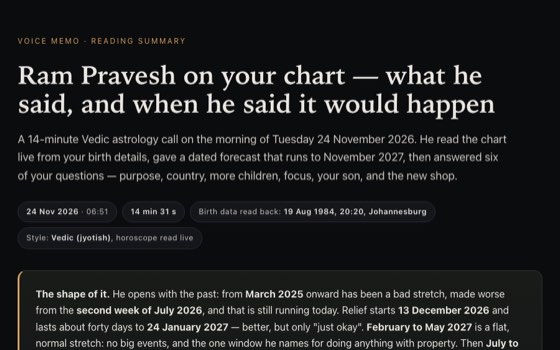 VOICE MEMO · READING SUMMARY
Ram Pravesh on your chart — what he
said, and when he said it would happen
A 14-minute Vedic astrology call on the morning of Tuesday 24 November 2026. He read the chart
live from your birth details, gave a dated forecast that runs to November 2027, then answered six
of your questions — purpose, country, more children, focus, your son, and the new shop.
24 Nov 2026 · 06:51
14 min 31 s
Birth data read back: 19 Aug 1984, 20:20, Johannesburg
Style: Vedic (jyotish), horoscope read live
The shape of it. He opens with the past: from March 2025 onward has been a bad stretch, made worse
from the second week of July 2026, and that is still running today. Relief starts 13 December 2026 and
lasts about forty days to 24 January 2027 — better, but only "just okay". February to May 2027 is a flat,
normal stretch: no big events, and the one window he names for doing anything with property. Then July to